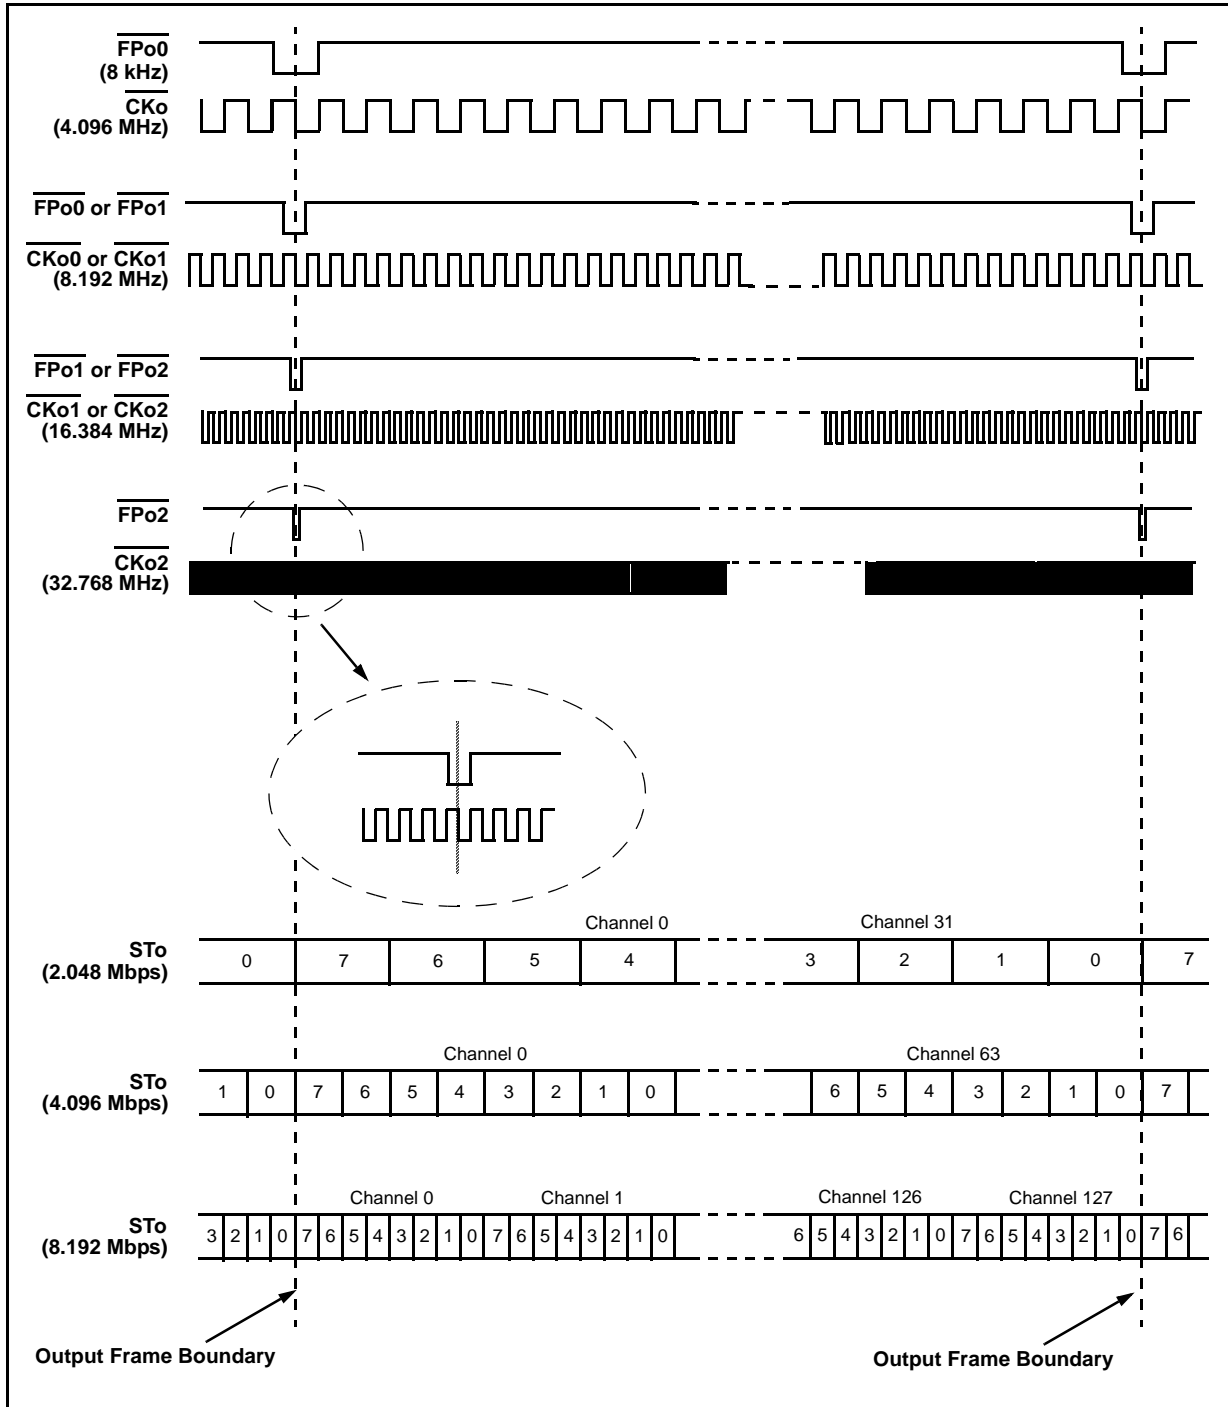 FPo0
(8 kHz)
CKo
(4.096 MHz)
FPo0 or FPo1
CKo0 or CKo1
(8.192 MHz)
FPo1 or FPo2
CKo1 or CKo2
(16.384 MHz)
FPo2
CKo2
(32.768 MHz)
Channel 0 Channel 31
STo
(2.048 Mbps)
0 7 6 5 4 3 2 1 0 7
Channel 0 Channel 63
STo
(4.096 Mbps)
1 0 7 6 5 4 3 2 1 0 6 5 4 3 2 1 0 7
Channel 0 Channel 1 Channel 126 Channel 127
STo
(8.192 Mbps)
3 2 1 0 7 6 5 4 3 2 1 0 7 6 5 4 3 2 1 0 6 5 4 3 2 1 0 7 6 5 4 3 2 1 0 7 6
Output Frame Boundary Output Frame Boundary